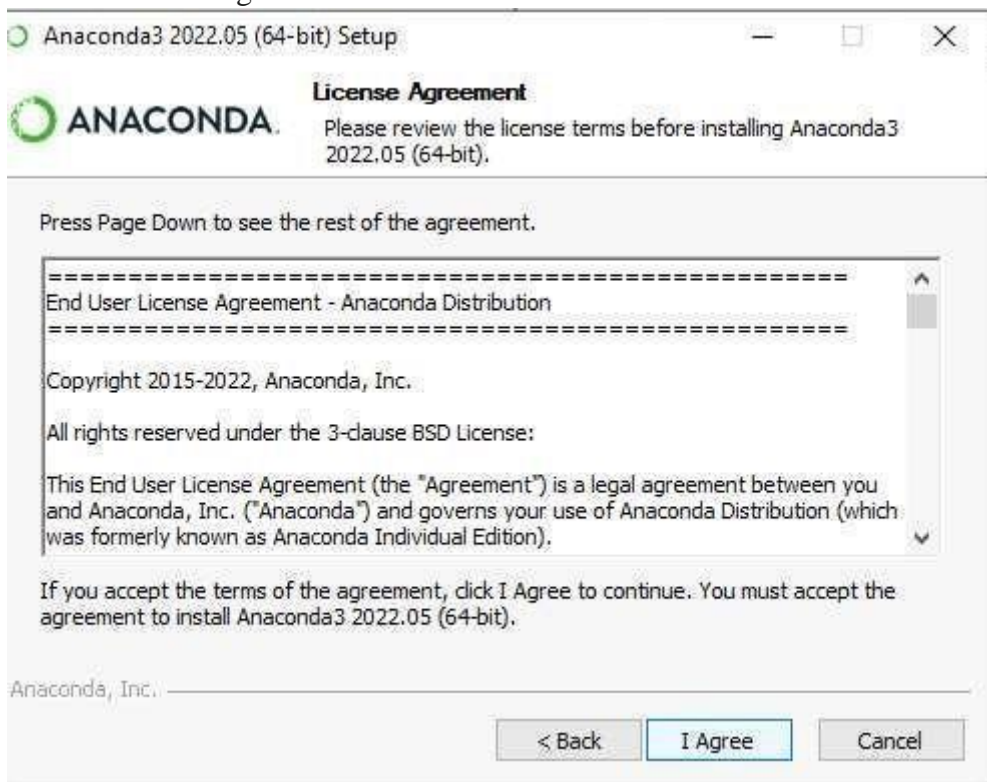 Anaconda3 2022.05 (64-bit) Setup
ANACONDA.
License Agreement
Please review the license terms before installing Anaconda3
2022.05 (64-bit).
Press Page Down to see the rest of the agreement.
==================================================
End User License Agreement - Anaconda Distribution
==================================================
Copyright 2015-2022, Anaconda, Inc.
All rights reserved under the 3-clause BSD License:
This End User License Agreement (the "Agreement") is a legal agreement between you
and Anaconda, Inc. ("Anaconda") and governs your use of Anaconda Distribution (which
was formerly known as Anaconda Individual Edition).
If you accept the terms of the agreement, click I Agree to continue. You must accept the
agreement to install Anaconda3 2022.05 (64-bit).
Anaconda, Inc.
< Back
I Agree
Cancel